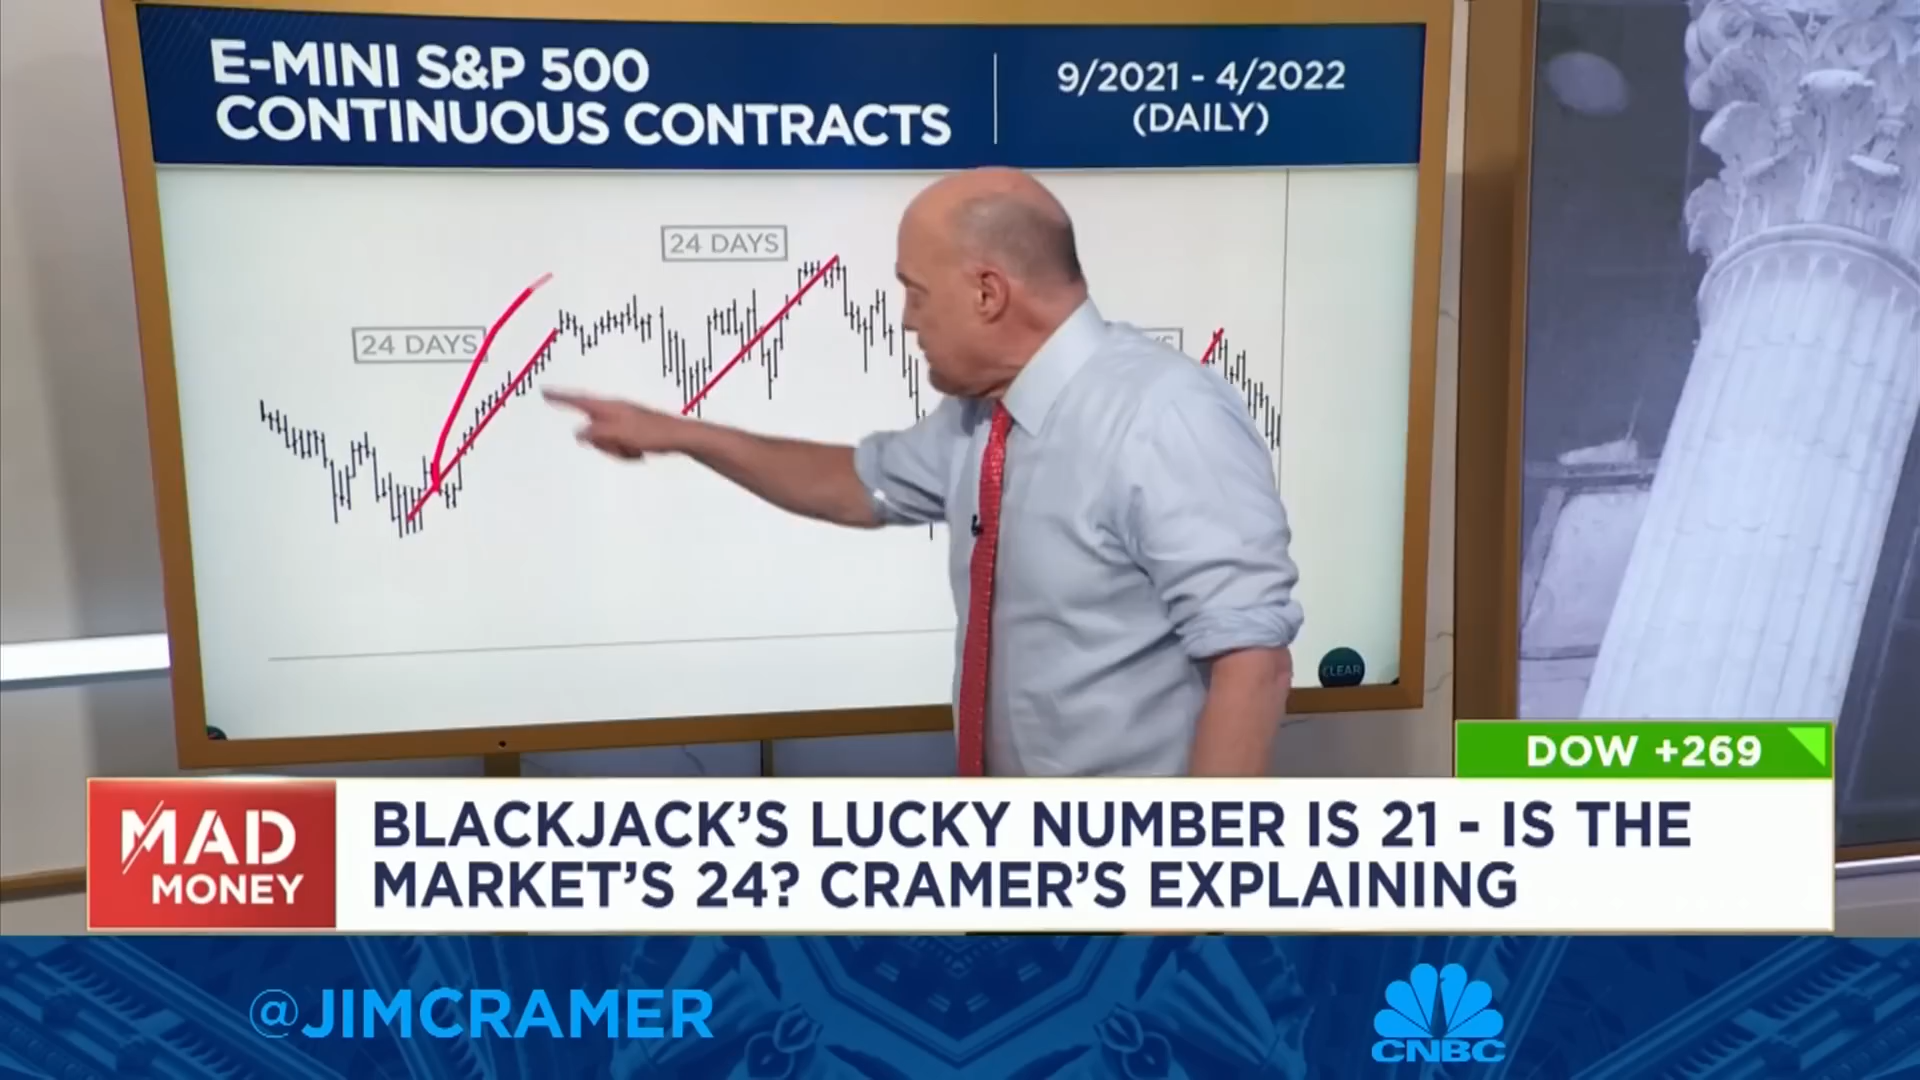 E-MINI S&P 500
CONTINUOUS CONTRACTS
9/2021 - 4/2022
(DAILY)
24 DAYS
24 DAYS
CLEAR
DOW +269
MAD
MONEY
BLACKJACK'S LUCKY NUMBER IS 21 - IS THE
MARKET'S 24? CRAMER'S EXPLAINING
@JIMCRAMER
CNBC